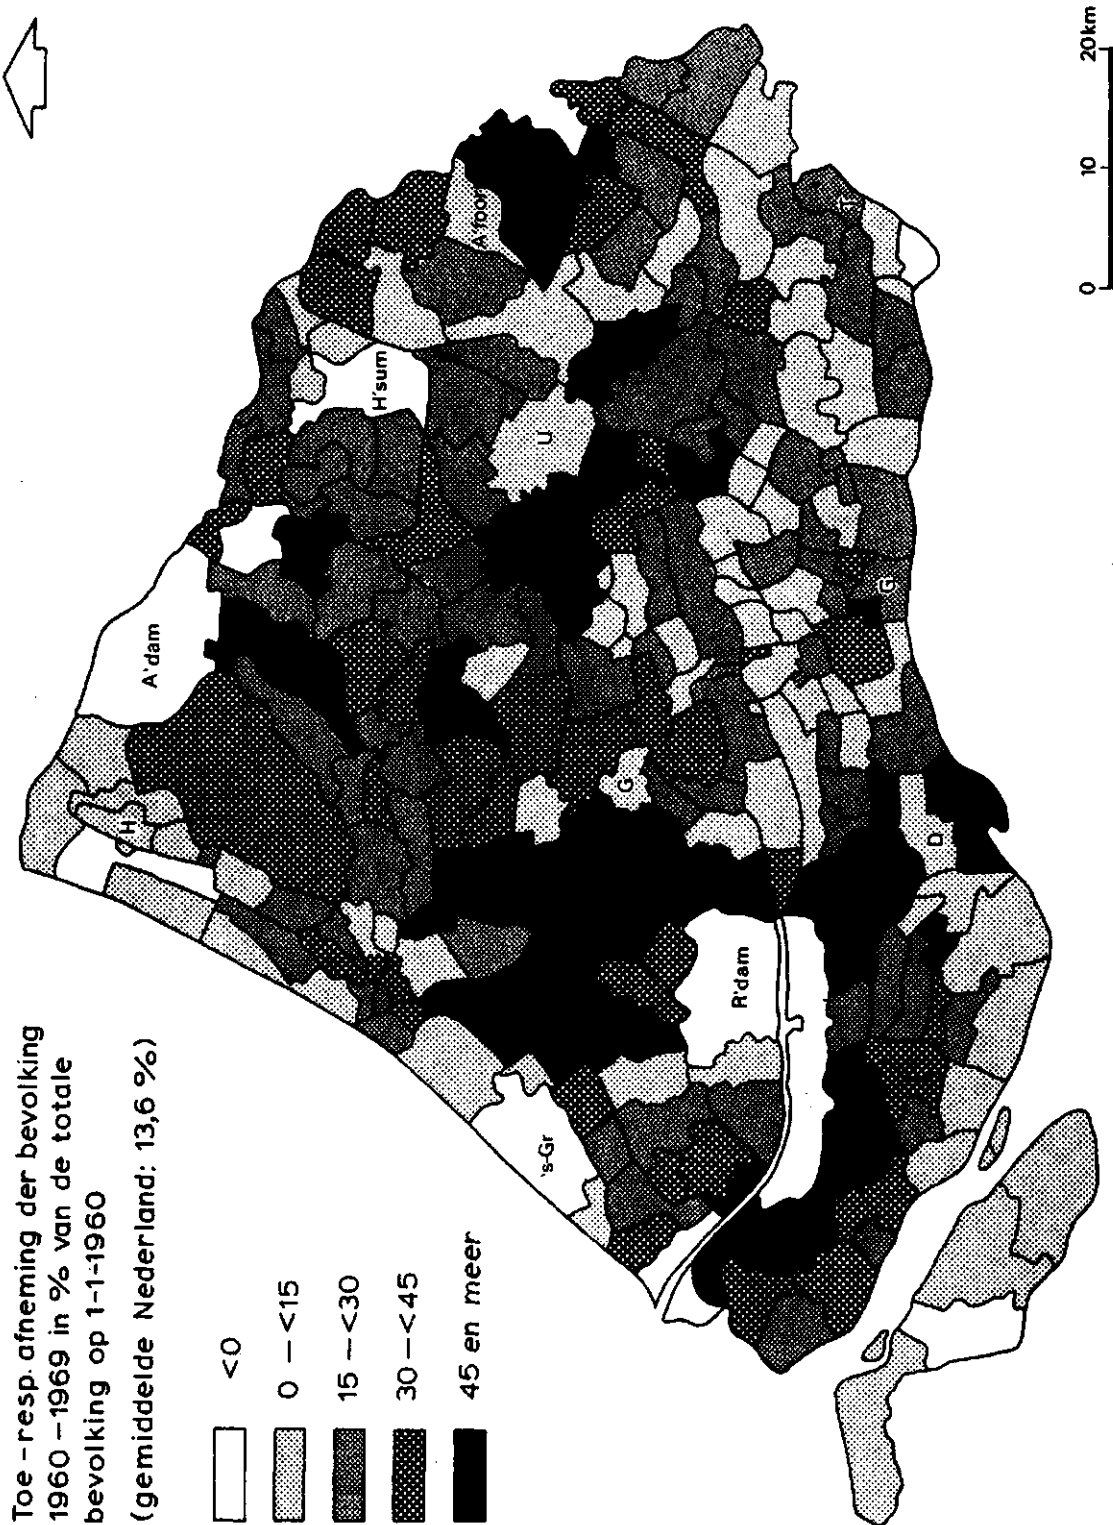 Toe-resp. afneming der bevolking
1960-1969 in % van de totale
bevolking op 1-1-1960
(gemiddelde Nederland: 13,6 %)
<0
0-<15
15-<30
30-<45
45 en meer
A'dam
H
H'sum
A'foort
U
G
's-Gr
R'dam
D
G
T
0 10 20km